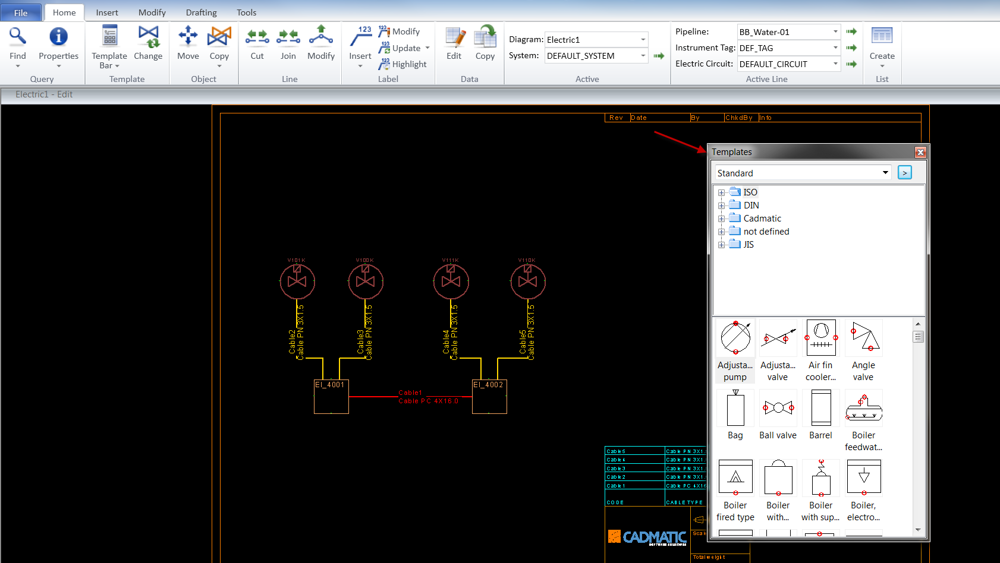 File Home Insert Modify Drafting Tools
Find Properties
Query
Template Bar Change
Template
Move Copy
Object
Cut Join Modify
Line
123
Insert
123 Modify
123 Update
123 Highlight
Label
Edit Copy
Data
Diagram: Electric1
System: DEFAULT_SYSTEM
Active
Pipeline: BB_Water-01
Instrument Tag: DEF_TAG
Electric Circuit: DEFAULT_CIRCUIT
Active Line
Create
List
Electric1 - Edit
Rev Date By ChkdBy Info
V101K V100K V111K V110K
Cable2
Cable PN 3X1.5
Cable3
Cable PN 3X1.5
Cable4
Cable PN 3X1.5
Cable5
Cable PN 3X1.5
EI_4001 EI_4002
Cable1
Cable PC 4X16.0
Cable5 Cable PN 3X1.
Cable4 Cable PN 3X1.
Cable3 Cable PN 3X1.
Cable2 Cable PN 3X1.
Cable1 Cable PC 4X16
CODE CABLE TYPE
CADMATIC
SOFTWARE SOLUTIONS
Scale
Total weight
Templates
Standard >
ISO
DIN
Cadmatic
not defined
JIS
Adjusta...
pump
Adjusta...
valve
Air fin
cooler...
Angle
valve
Bag
Ball valve
Barrel
Boiler
feedwat...
Boiler
fired type
Boiler
with...
Boiler
with sup...
Boiler,
electro...